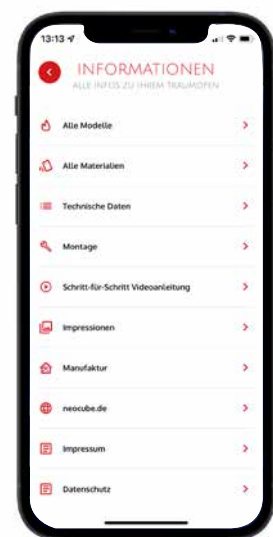 13:13
INFORMATIONEN
ALLE INFOS ZU IHREM TRAUMOFEN
Alle Modelle
Alle Materialien
Technische Daten
Montage
Schritt-für-Schritt Videoanleitung
Impressionen
Manufaktur
neocube.de
Impressum
Datenschutz